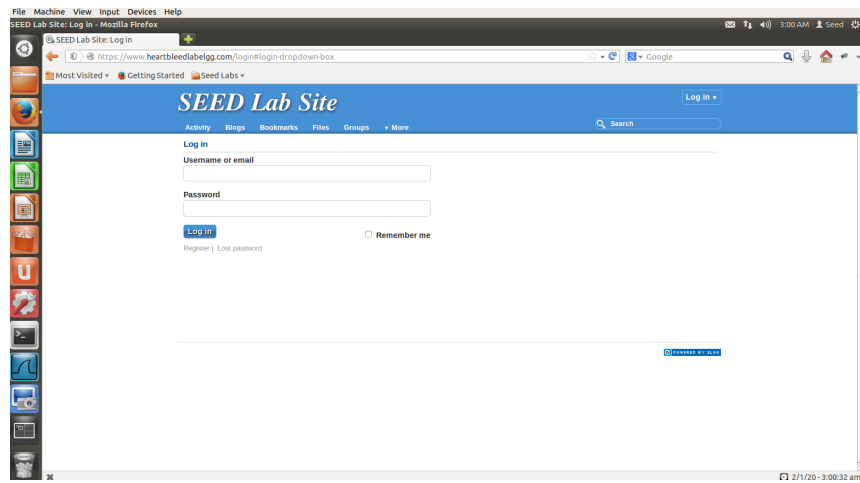 File Machine View Input Devices Help
SEED Lab Site: Log in - Mozilla Firefox 3:00 AM Seed
SEED Lab Site: Log in
https://www.heartbleedlabelgg.com/login#login-dropdown-box Google
Most Visited Getting Started Seed Labs
SEED Lab Site Log in
Activity Blogs Bookmarks Files Groups More Search
Log in
Username or email
Password
Log in Remember me
Register | Lost password
POWERED BY ELGG
2/1/20 - 3:00:32 am